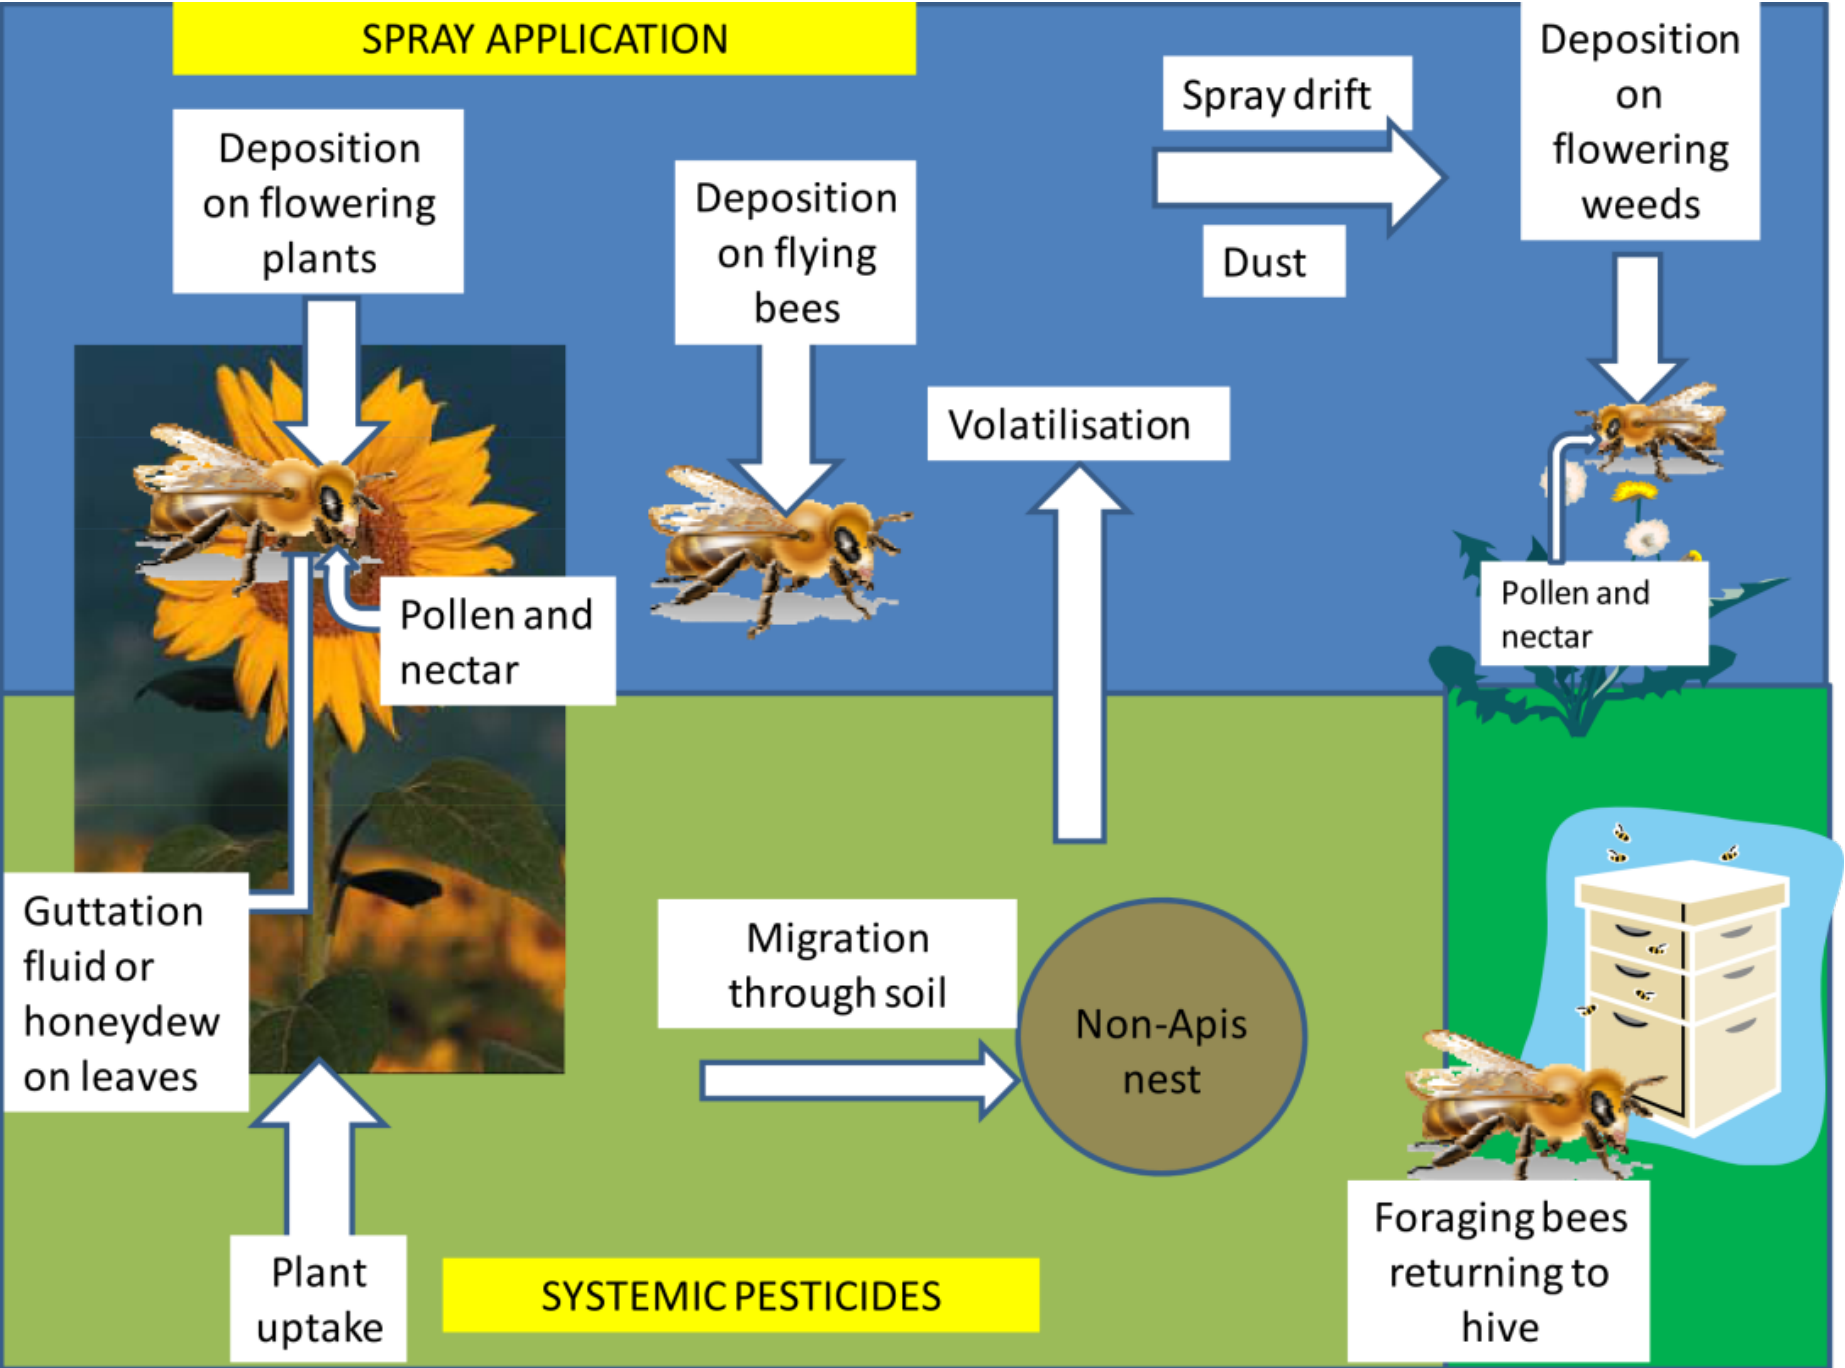 SPRAY APPLICATION
Deposition
on flowering
plants
Deposition
on flying
bees
Spray drift
Dust
Deposition
on
flowering
weeds
Volatilisation
Pollen and
nectar
Pollen and
nectar
Guttation
fluid or
honeydew
on leaves
Migration
through soil
Non-Apis
nest
Plant
uptake
SYSTEMIC PESTICIDES
Foraging bees
returning to
hive